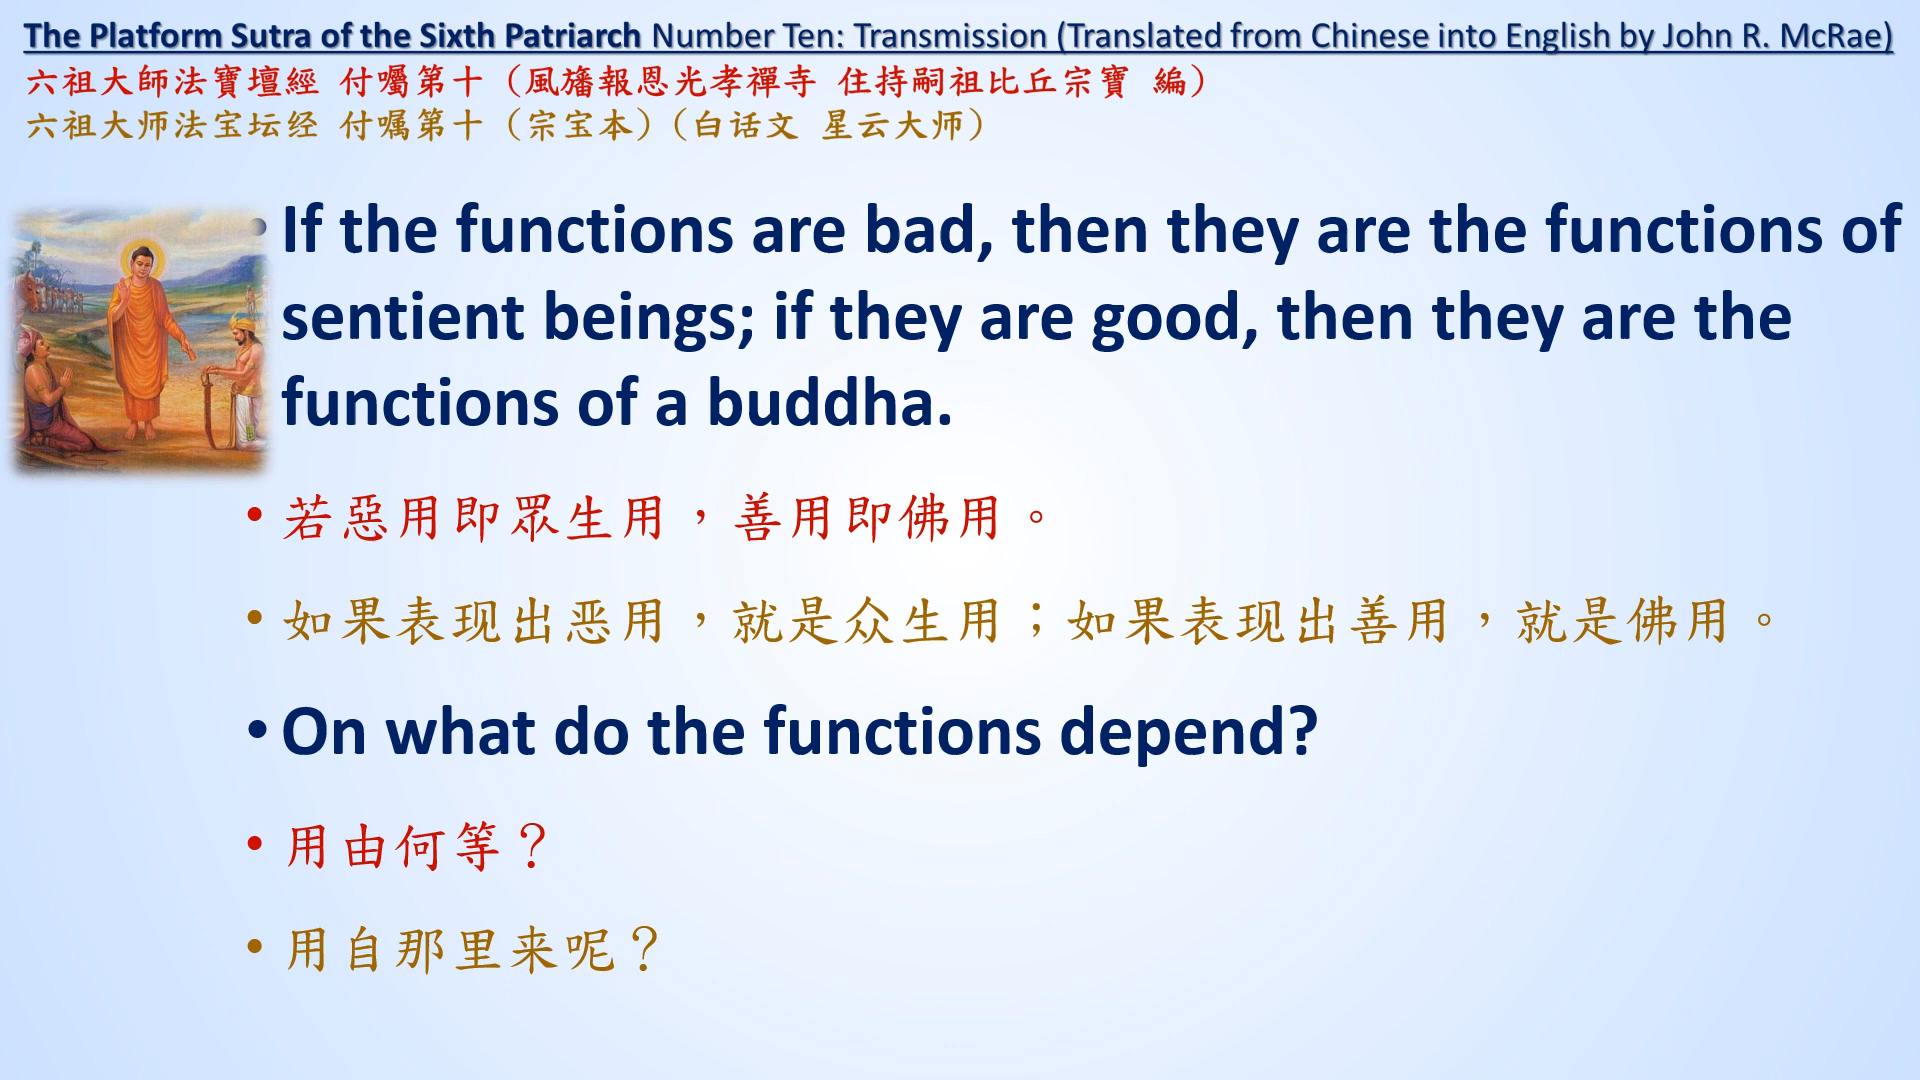 The Platform Sutra of the Sixth Patriarch Number Ten: Transmission (Translated from Chinese into English by John R. McRae)
六祖大師法寶壇經 付囑第十（風旛報恩光孝禪寺 住持嗣祖比丘宗寶 編）
六祖大师法宝坛经 付嘱第十（宗宝本）（白话文 星云大师）
• If the functions are bad, then they are the functions of
sentient beings; if they are good, then they are the
functions of a buddha.
• 若惡用即眾生用，善用即佛用。
• 如果表现出恶用，就是众生用；如果表现出善用，就是佛用。
• On what do the functions depend?
• 用由何等？
• 用自那里来呢？